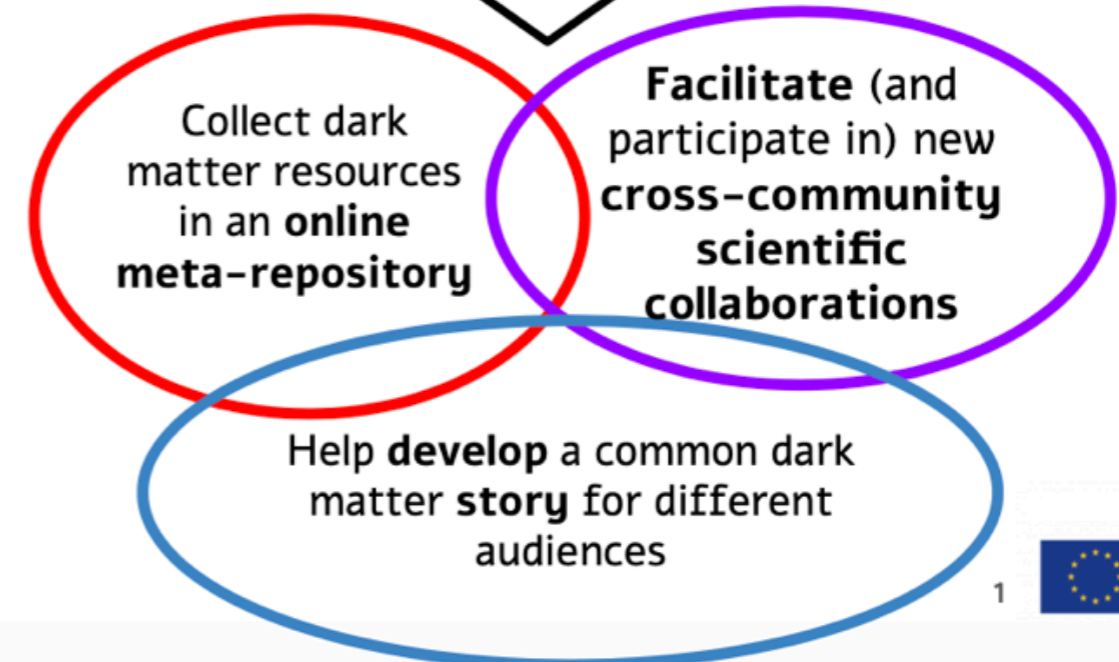 Collect dark
matter resources
in an online
meta-repository
Facilitate (and
participate in) new
cross-community
scientific
collaborations
Help develop a common dark
matter story for different
audiences
1